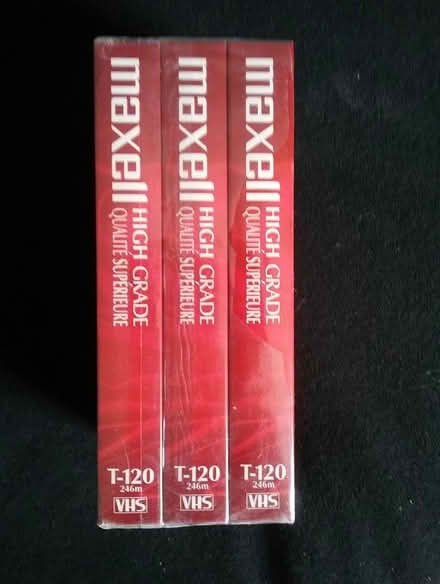 maxell
HIGH GRADE
QUALITÉ SUPÉRIEURE
T-120
246m
VHS
maxell
HIGH GRADE
QUALITÉ SUPÉRIEURE
T-120
246m
VHS
maxell
HIGH GRADE
QUALITÉ SUPÉRIEURE
T-120
246m
VHS